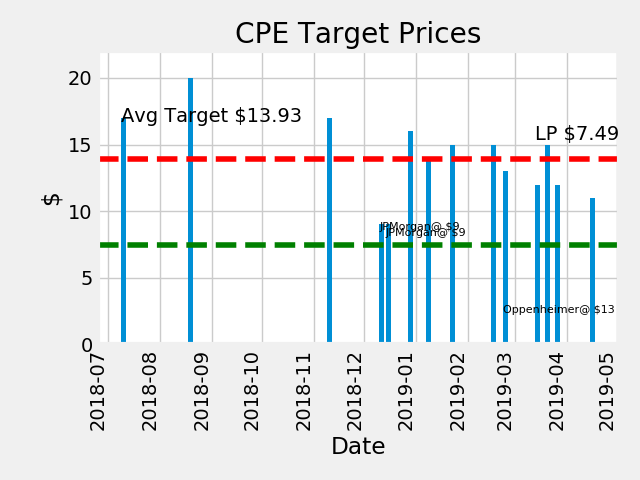 CPE Target Prices
20
Avg Target $13.93
LP $7.49
15
$
10
JPMorgan@ $9
JPMorgan@ $9
5
Oppenheimer@ $13
0
2018-07
2018-08
2018-09
2018-10
2018-11
2018-12
2019-01
2019-02
2019-03
2019-04
2019-05
Date